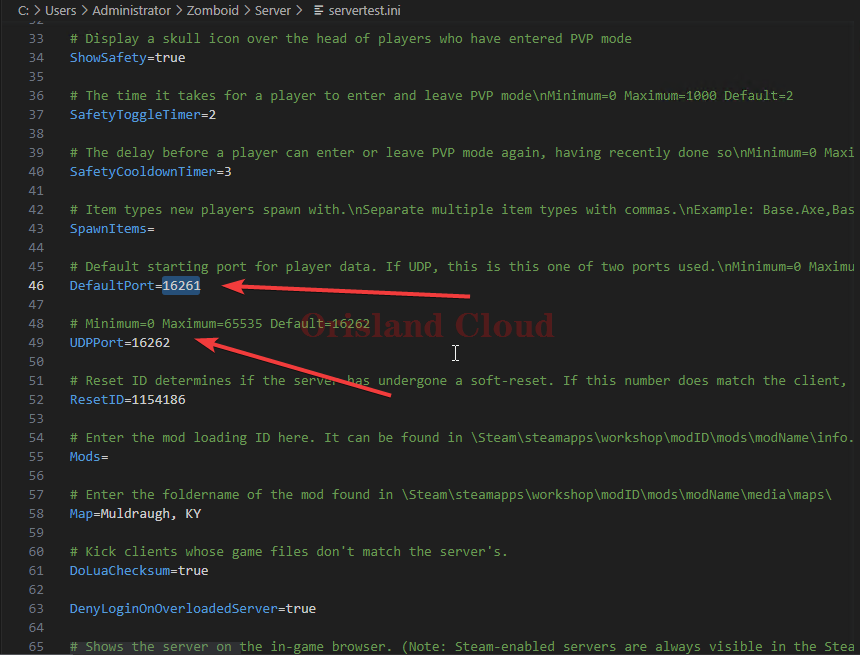 C: > Users > Administrator > Zomboid > Server > servertest.ini
32
33 # Display a skull icon over the head of players who have entered PVP mode
34 ShowSafety=true
35
36 # The time it takes for a player to enter and leave PVP mode\nMinimum=0 Maximum=1000 Default=2
37 SafetyToggleTimer=2
38
39 # The delay before a player can enter or leave PVP mode again, having recently done so\nMinimum=0 Maxi
40 SafetyCooldownTimer=3
41
42 # Item types new players spawn with.\nSeparate multiple item types with commas.\nExample: Base.Axe,Bas
43 SpawnItems=
44
45 # Default starting port for player data. If UDP, this is this one of two ports used.\nMinimum=0 Maximu
46 DefaultPort=16261
47
48 # Minimum=0 Maximum=65535 Default=16262
Orisland Cloud
49 UDPPort=16262
50
51 # Reset ID determines if the server has undergone a soft-reset. If this number does match the client,
52 ResetID=1154186
53
54 # Enter the mod loading ID here. It can be found in \Steam\steamapps\workshop\modID\mods\modName\info.
55 Mods=
56
57 # Enter the foldername of the mod found in \Steam\steamapps\workshop\modID\mods\modName\media\maps\
58 Map=Muldraugh, KY
59
60 # Kick clients whose game files don't match the server's.
61 DoLuaChecksum=true
62
63 DenyLoginOnOverloadedServer=true
64
65 # Shows the server on the in-game browser. (Note: Steam-enabled servers are always visible in the Stea